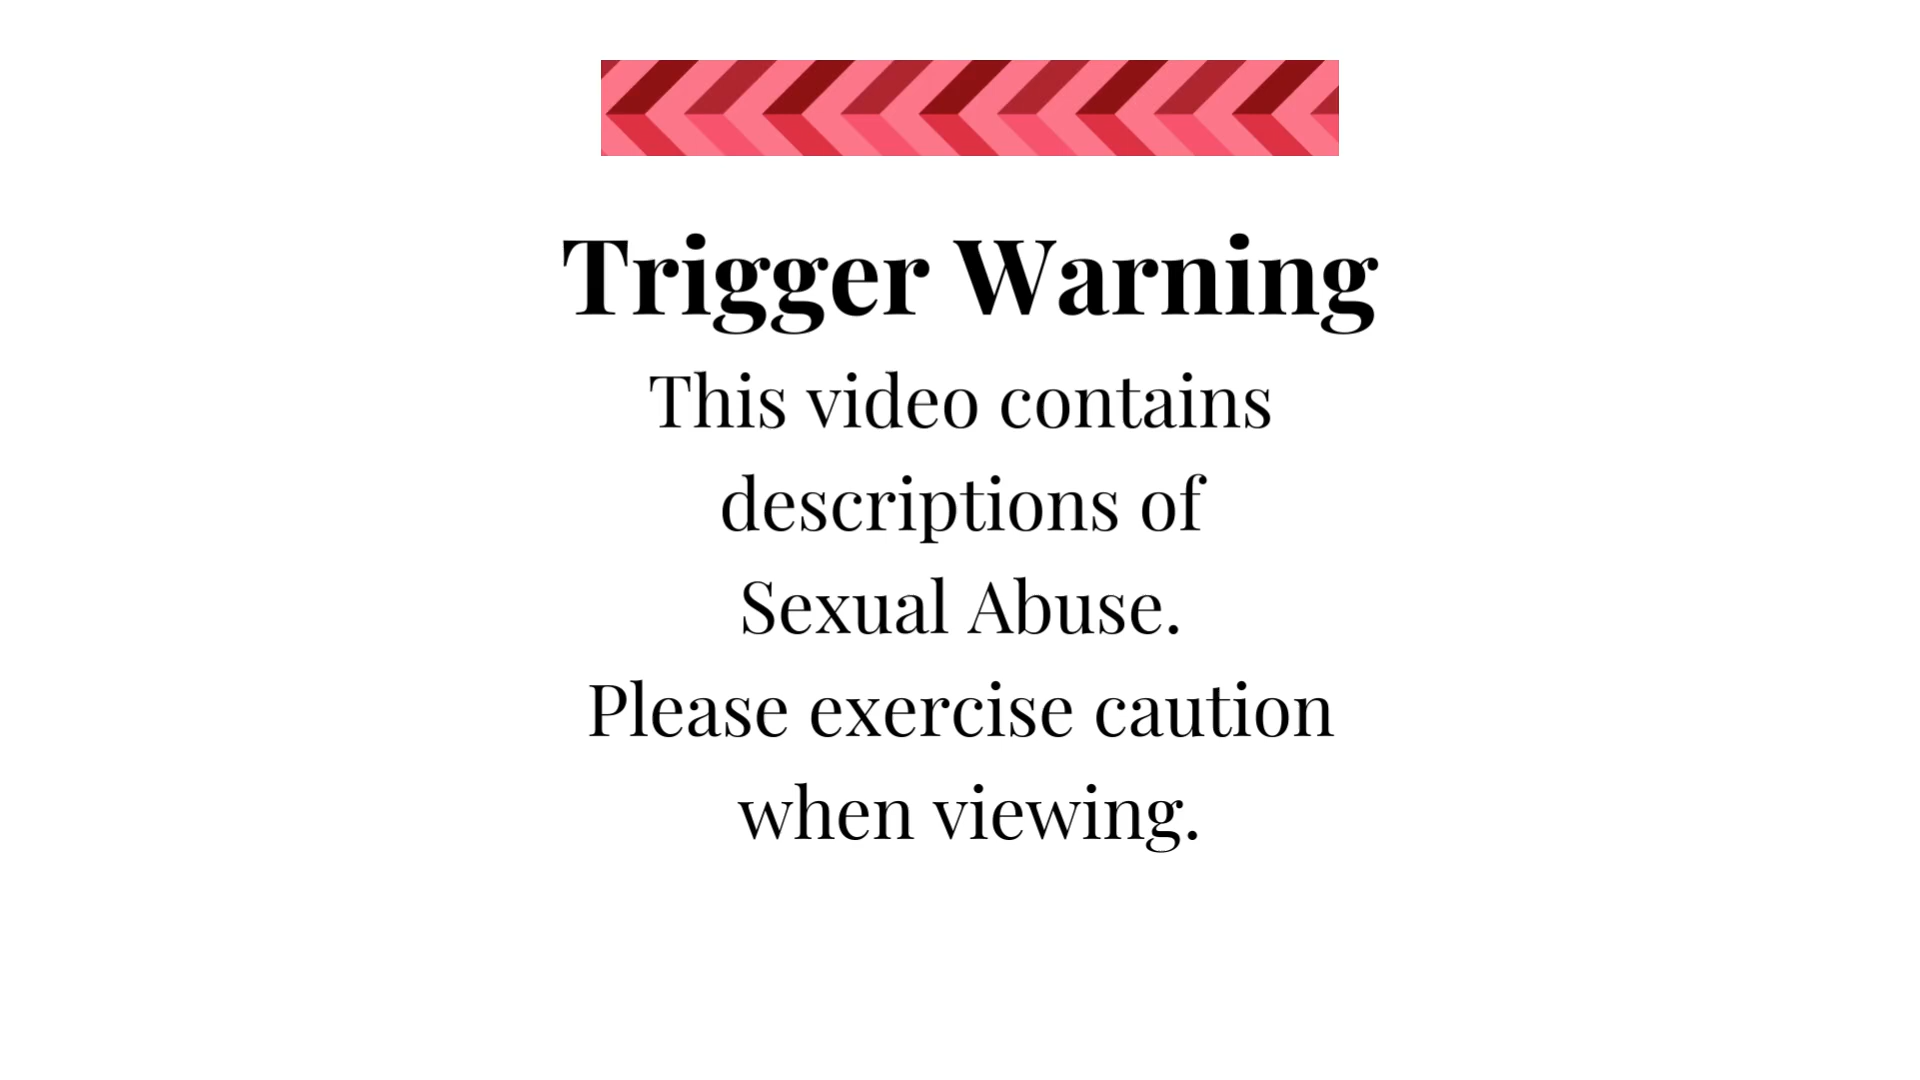 Trigger Warning
This video contains
descriptions of
Sexual Abuse.
Please exercise caution
when viewing.